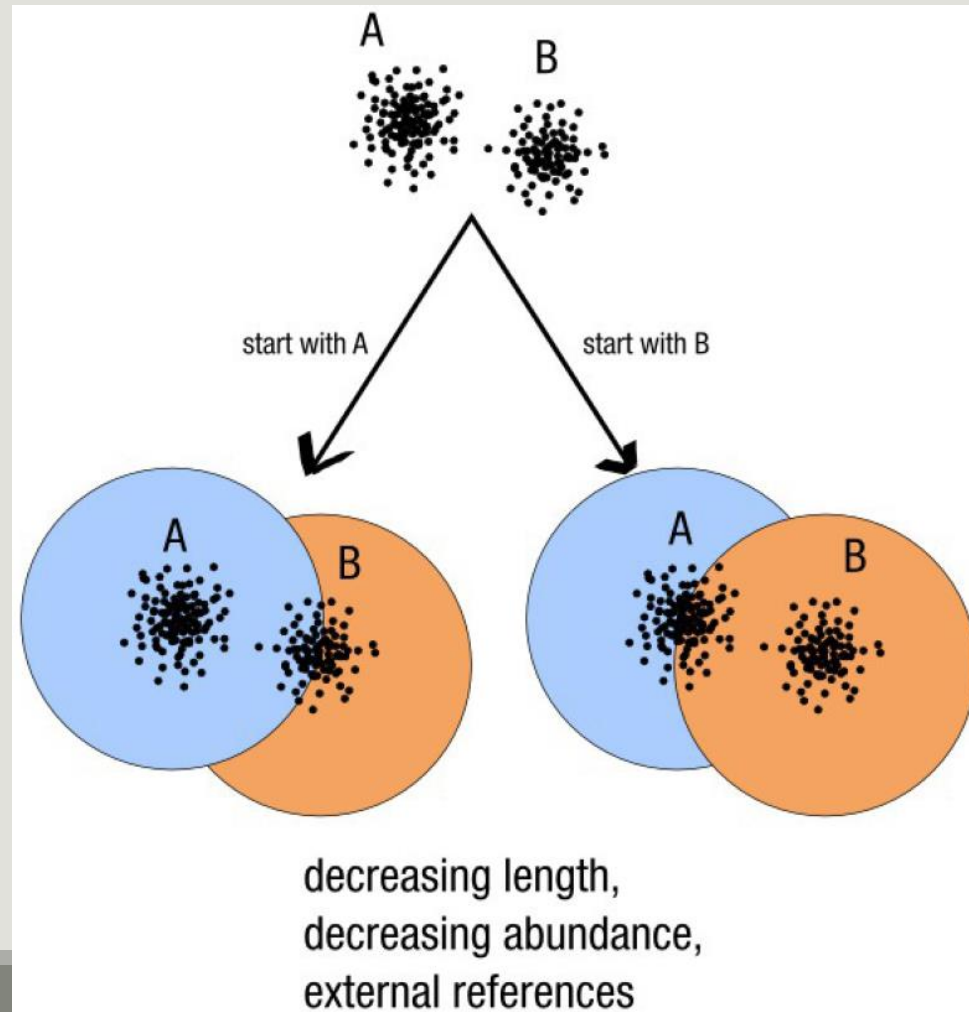 A
B
start with A
start with B
A
B
A
B
decreasing length,
decreasing abundance,
external references